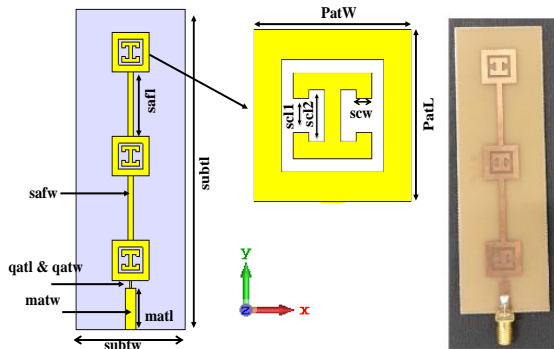 PatW
safl
scl1
scl2
scw
PatL
subtl
safw
qatl & qatw
matw
matl
subtw
y
z
x